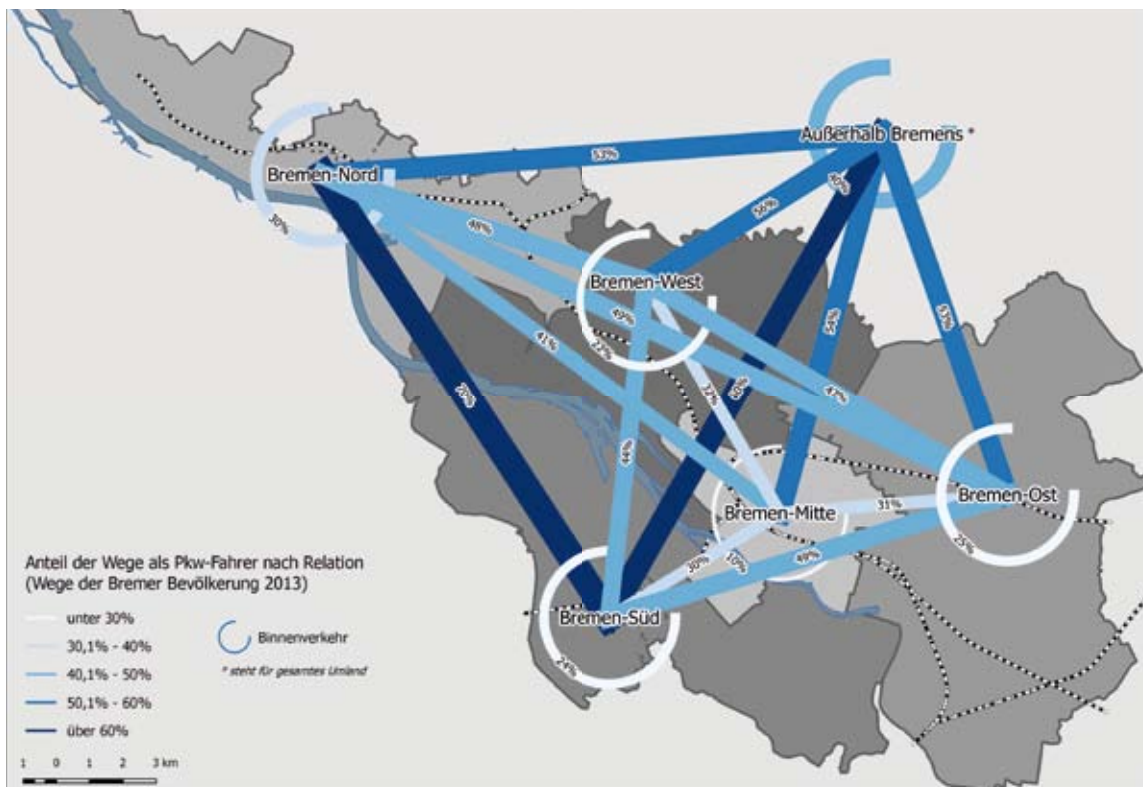 Außerhalb Bremens *
53%
Bremen-Nord
40%
56%
30%
48%
Bremen-West
49%
54%
53%
41%
22%
32%
47%
70%
44%
Bremen-Ost
Bremen-Mitte
31%
25%
49%
30%
10%
Bremen-Süd
24%
Anteil der Wege als Pkw-Fahrer nach Relation
(Wege der Bremer Bevölkerung 2013)
unter 30%
30,1% - 40%
40,1% - 50%
50,1% - 60%
über 60%
Binnenverkehr
* steht für gesamtes Umland
1 0 1 2 3 km